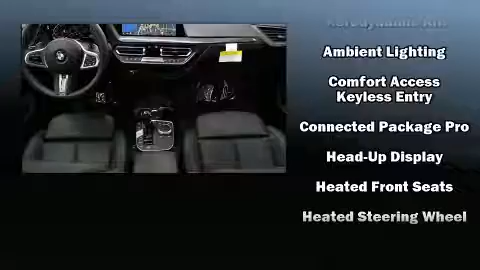 Ambient Lighting
Comfort Access
Keyless Entry
Connected Package Pro
Head-Up Display
Heated Front Seats
Heated Steering Wheel